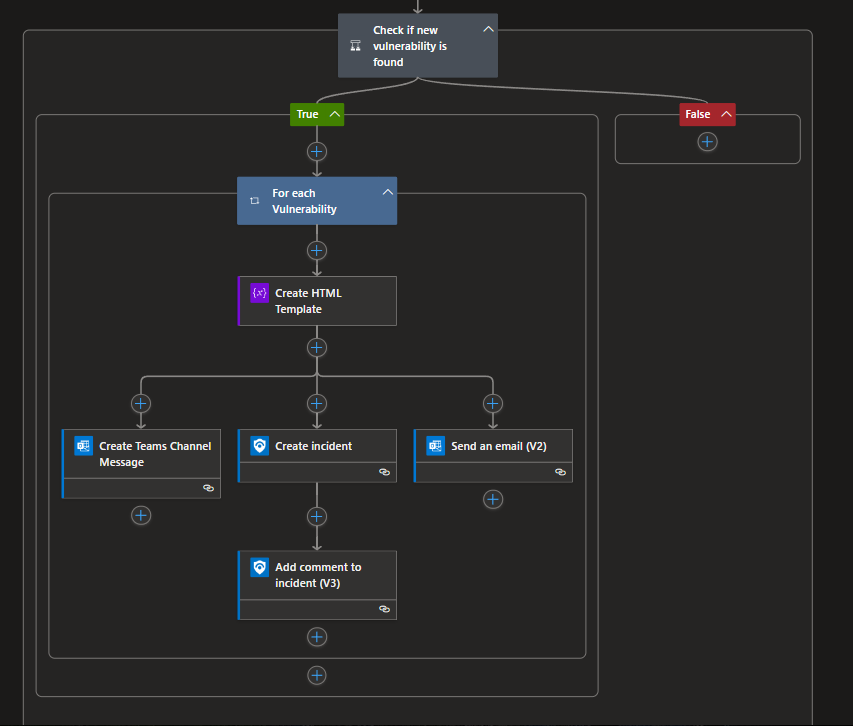 Check if new
vulnerability is
found
True
False
For each
Vulnerability
{x}
Create HTML
Template
Create Teams Channel
Message
Create incident
Send an email (V2)
Add comment to
incident (V3)